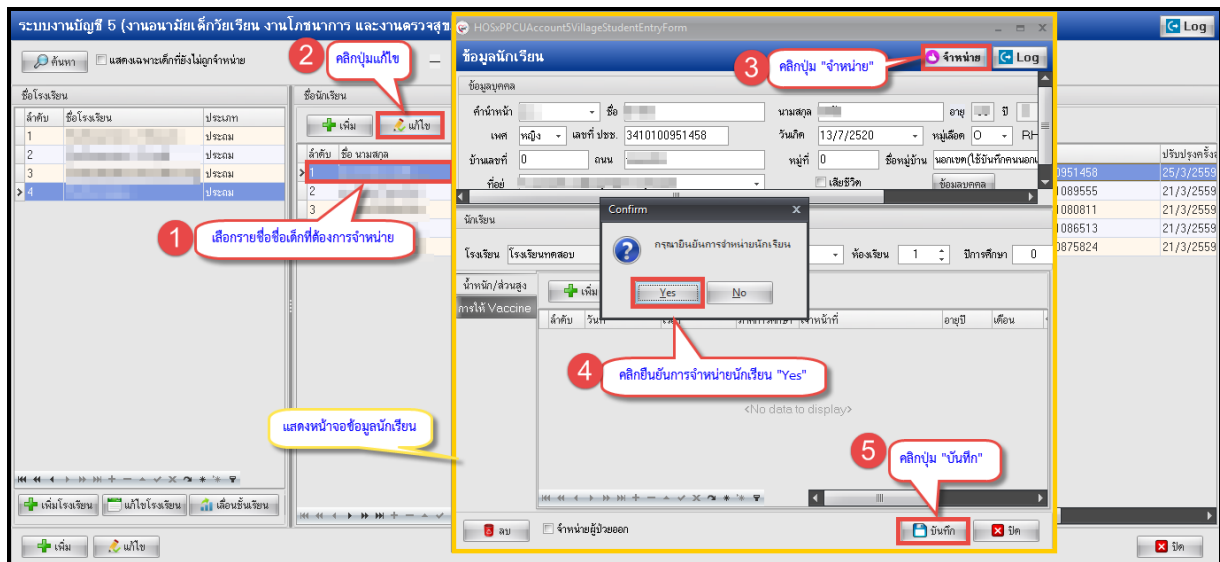 ระบบงานบัญชี 5 (งานอนามัยเด็กวัยเรียน งานโภชนาการ และงานตรวจสุข
Log
ค้นหา
แสดงเฉพาะเด็กที่ยังไม่ถูกจำหน่าย
2
คลิกปุ่มแก้ไข
ชื่อโรงเรียน
ลำดับ ชื่อโรงเรียน ประเภท
1 ประถม
2 ประถม
3 ประถม
4 ประถม
ชื่อนักเรียน
เพิ่ม แก้ไข
ลำดับ ชื่อ นามสกุล
1
2
3
1
เลือกรายชื่อชื่อเด็กที่ต้องการจำหน่าย
HOSxPPCUAccount5VillageStudentEntryForm
ข้อมูลนักเรียน
3
คลิกปุ่ม "จำหน่าย"
จำหน่าย Log
ข้อมูลบุคคล
คำนำหน้า ชื่อ นามสกุล อายุ ปี
เพศ หญิง เลขที่ ปชช. 3410100951458 วันเกิด 13/7/2520 หมู่เลือด O RH
บ้านเลขที่ 0 ถนน หมู่ที่ 0 ชื่อหมู่บ้าน นอกเขต(ใช้บันทึกคนนอกเ
ที่อยู่ เสียชีวิต ข้อมูลบุคคล
นักเรียน
โรงเรียน โรงเรียนทดสอบ ห้องเรียน 1 ปีการศึกษา 0
Confirm x
กรุณายืนยันการจำหน่ายนักเรียน
Yes No
น้ำหนัก/ส่วนสูง
การให้ Vaccine
เพิ่ม
ลำดับ วันที่ เจ้าหน้าที่ อายุปี เดือน
4
คลิกยืนยันการจำหน่ายนักเรียน "Yes"
<No data to display>
แสดงหน้าจอข้อมูลนักเรียน
5
คลิกปุ่ม "บันทึก"
ลบ จำหน่ายผู้ป่วยออก บันทึก ปิด
ปรับปรุงครั้ง
0951458 25/3/2559
1089555 21/3/2559
1080811 21/3/2559
1086513 21/3/2559
0875824 21/3/2559
เพิ่มโรงเรียน แก้ไขโรงเรียน เลื่อนชั้นเรียน
เพิ่ม แก้ไข ปิด